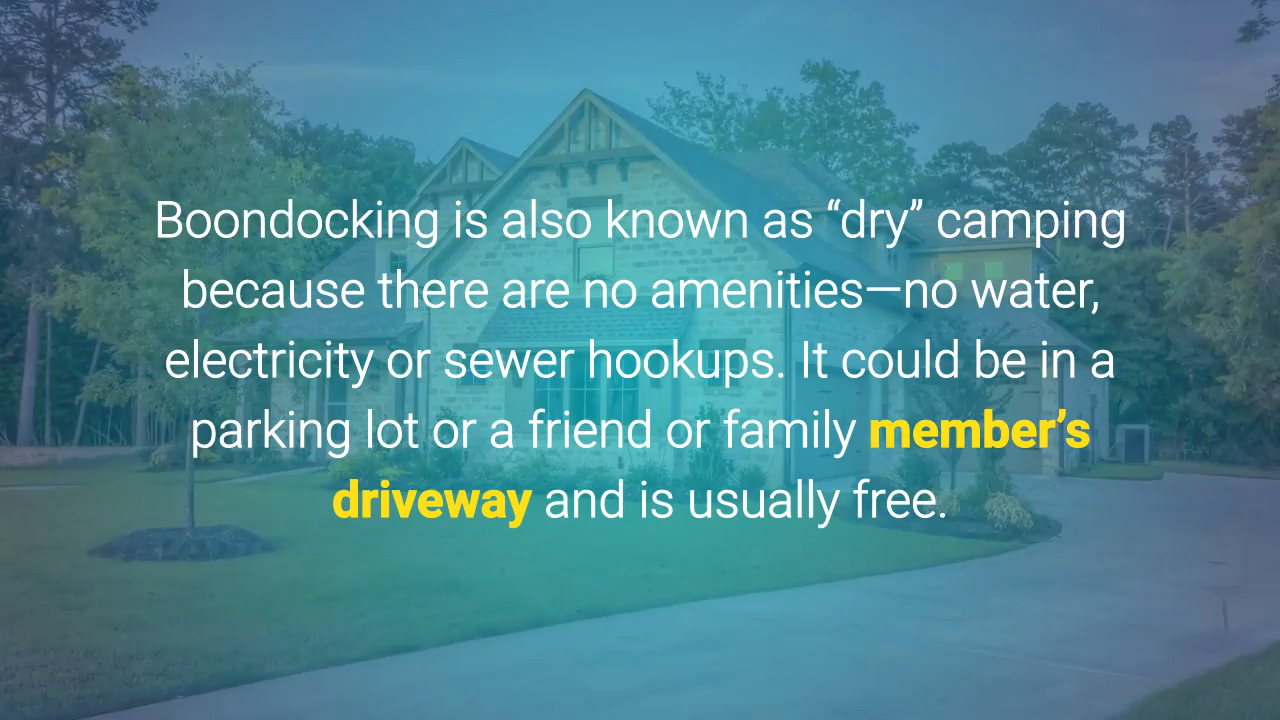 Boondocking is also known as “dry” camping
because there are no amenities—no water,
electricity or sewer hookups. It could be in a
parking lot or a friend or family member’s
driveway and is usually free.